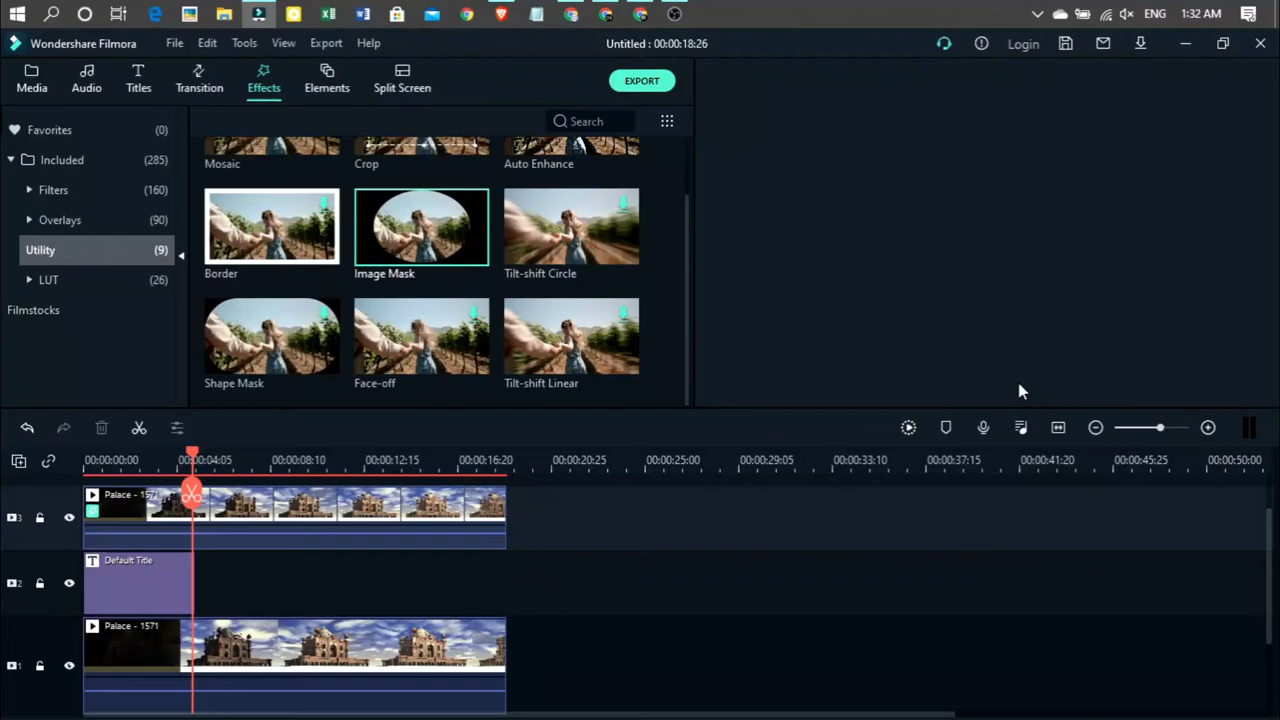 ENG 1:32 AM
Wondershare Filmora File Edit Tools View Export Help Untitled : 00:00:18:26 Login
Media Audio Titles Transition Effects Elements Split Screen EXPORT
Search
Favorites (0)
Included (285)
Filters (160)
Overlays (90)
Utility (9)
LUT (26)
Filmstocks
Mosaic Crop Auto Enhance
Border Image Mask Tilt-shift Circle
Shape Mask Face-off Tilt-shift Linear
00:00:00:00 00:00:04:05 00:00:08:10 00:00:12:15 00:00:16:20 00:00:20:25 00:00:25:00 00:00:29:05 00:00:33:10 00:00:37:15 00:00:41:20 00:00:45:25 00:00:50:00
3 Palace - 1571
2 T Default Title
1 Palace - 1571